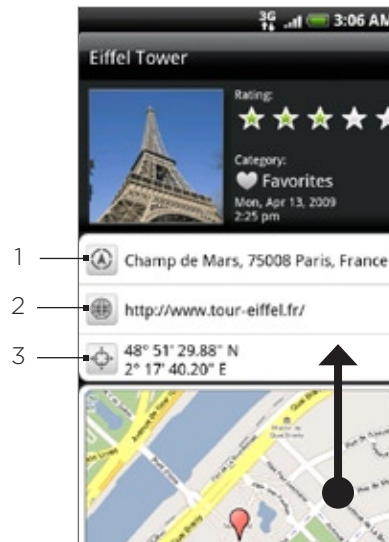 3G 3:06 AM
Eiffel Tower
Rating:
Category:
Favorites
Mon, Apr 13, 2009
2:25 pm
1
Champ de Mars, 75008 Paris, France
2
http://www.tour-eiffel.fr/
3
48° 51' 29.88" N
2° 17' 40.20" E
Quai Branly